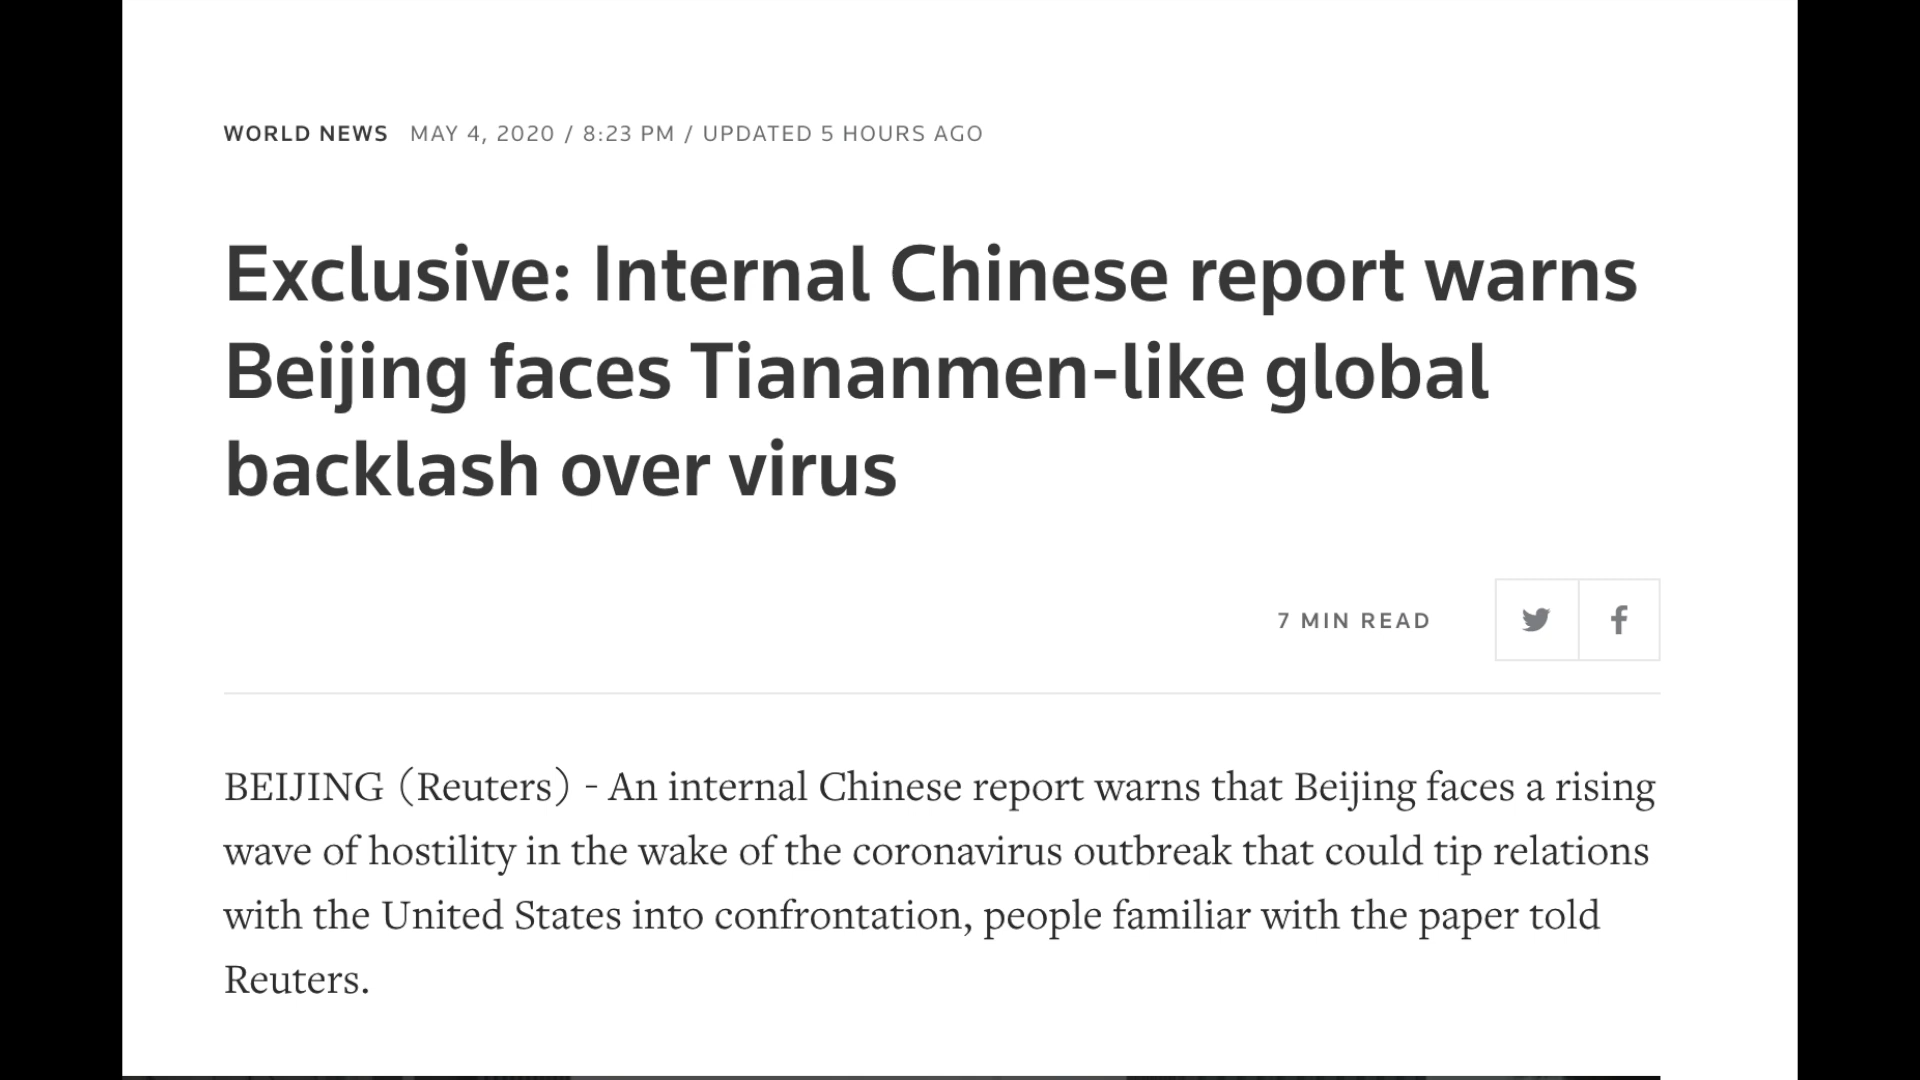 WORLD NEWS MAY 4, 2020 / 8:23 PM / UPDATED 5 HOURS AGO
Exclusive: Internal Chinese report warns
Beijing faces Tiananmen-like global
backlash over virus
7 MIN READ
BEIJING (Reuters) - An internal Chinese report warns that Beijing faces a rising
wave of hostility in the wake of the coronavirus outbreak that could tip relations
with the United States into confrontation, people familiar with the paper told
Reuters.